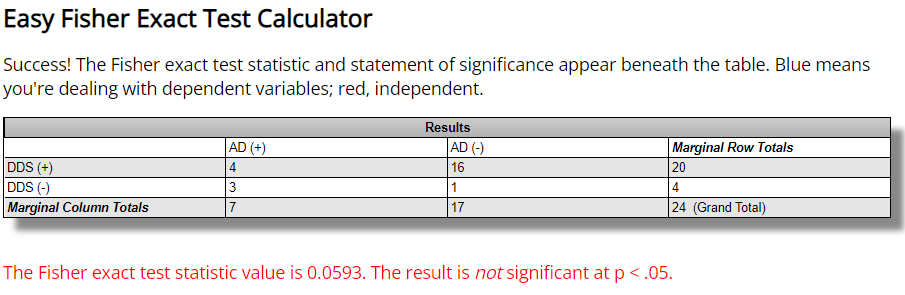 Easy Fisher Exact Test Calculator
Success! The Fisher exact test statistic and statement of significance appear beneath the table. Blue means
you're dealing with dependent variables; red, independent.
Results
AD (+) AD (-) Marginal Row Totals
DDS (+) 4 16 20
DDS (-) 3 1 4
Marginal Column Totals 7 17 24 (Grand Total)
The Fisher exact test statistic value is 0.0593. The result is not significant at p < .05.